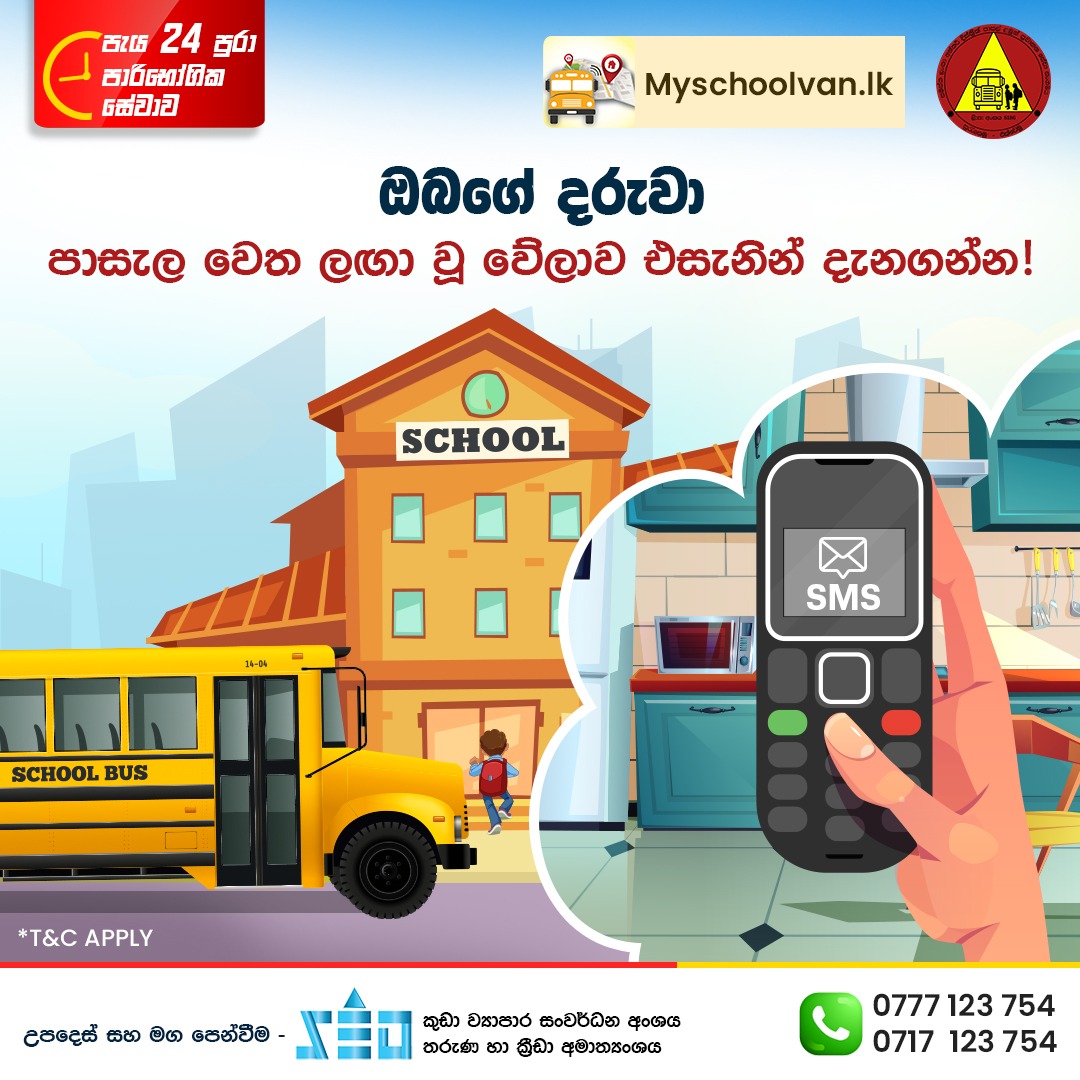 පැය 24 පුරා
පාරිභෝගික
සේවාව
Myschoolvan.lk
ඔබගේ දරුවා
පාසැල වෙත ලඟා වූ වේලාව එසැනින් දැනගන්න!
SCHOOL
SMS
14-04
SCHOOL BUS
*T&C APPLY
උපදෙස් සහ මග පෙන්වීම -
SED
කුඩා ව්‍යාපාර සංවර්ධන අංශය
තරුණ හා ක්‍රීඩා අමාත්‍යංශය
0777 123 754
0717 123 754